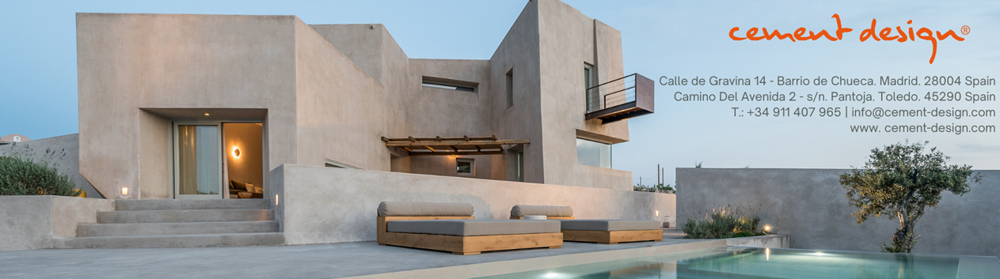 cement design®
Calle de Gravina 14 - Barrio de Chueca. Madrid. 28004 Spain
Camino Del Avenida 2 - s/n. Pantoja. Toledo. 45290 Spain
T.: +34 911 407 965 | info@cement-design.com
www. cement-design.com